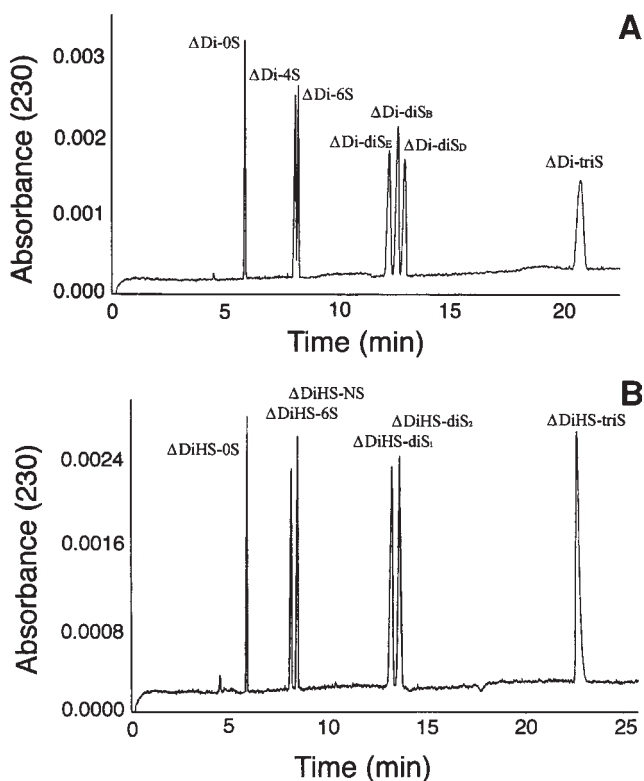 A
ΔDi-0S
ΔDi-4S
ΔDi-6S
ΔDi-diSB
ΔDi-diSE
ΔDi-diSD
ΔDi-triS
Absorbance (230)
0.003
0.002
0.001
0.000
0 5 10 15 20
Time (min)
B
ΔDiHS-NS
ΔDiHS-6S
ΔDiHS-0S
ΔDiHS-diS₂
ΔDiHS-diS₁
ΔDiHS-triS
Absorbance (230)
0.0024
0.0016
0.0008
0.0000
0 5 10 15 20 25
Time (min)